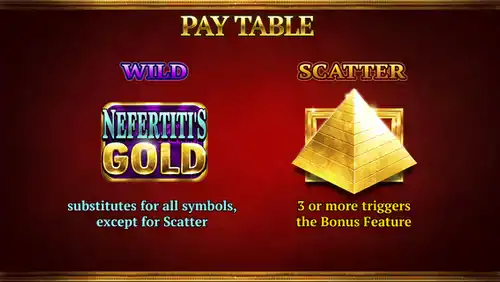 PAY TABLE
WILD
NEFERTITI'S
GOLD
substitutes for all symbols,
except for Scatter
SCATTER
3 or more triggers
the Bonus Feature